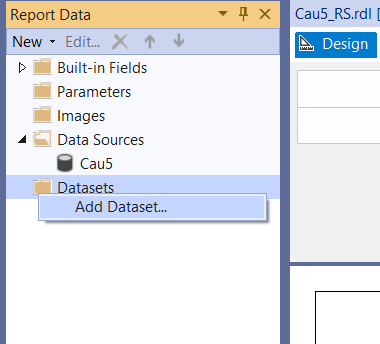 Report Data
New Edit...
Built-in Fields
Parameters
Images
Data Sources
Cau5
Datasets
Add Dataset...
Cau5_RS.rdl [
Design